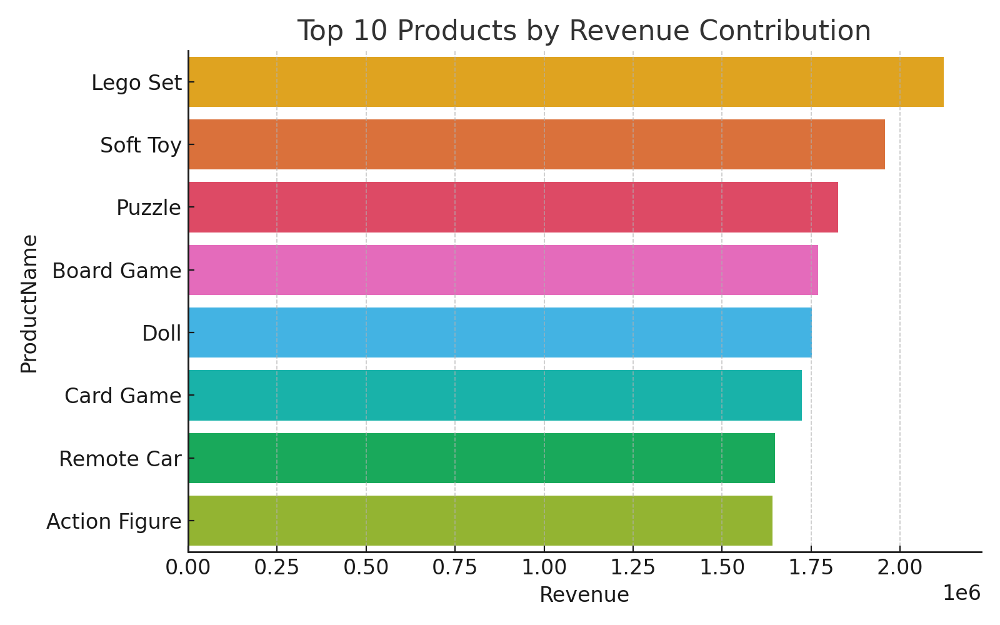 Top 10 Products by Revenue Contribution
ProductName
Lego Set
Soft Toy
Puzzle
Board Game
Doll
Card Game
Remote Car
Action Figure
0.00 0.25 0.50 0.75 1.00 1.25 1.50 1.75 2.00
1e6
Revenue